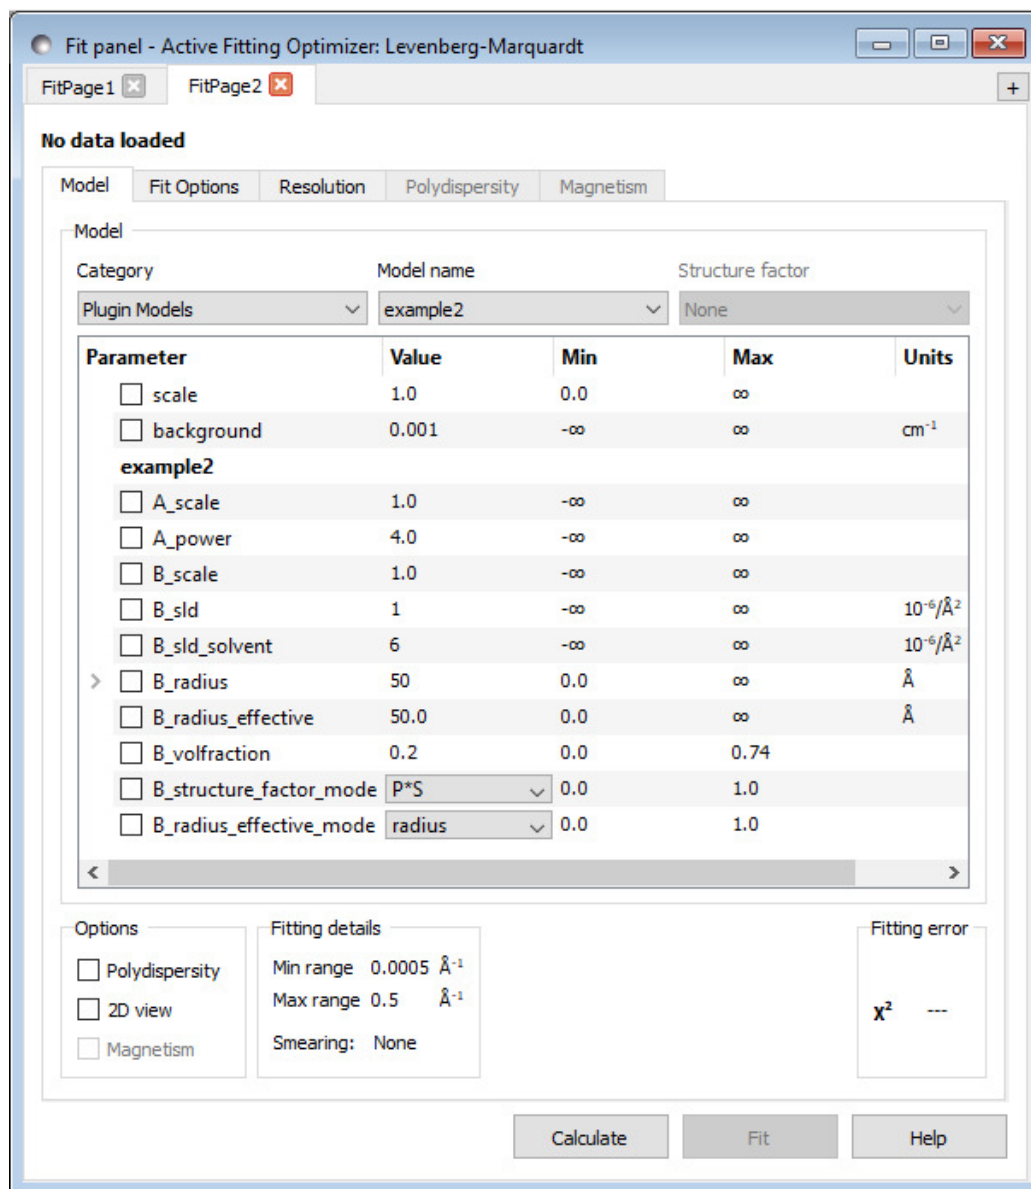 Fit panel - Active Fitting Optimizer: Levenberg-Marquardt
FitPage1 FitPage2 +
No data loaded
Model Fit Options Resolution Polydispersity Magnetism
Model
Category Model name Structure factor
Plugin Models example2 None
Parameter Value Min Max Units
scale 1.0 0.0 ∞
background 0.001 -∞ ∞ cm⁻¹
example2
A_scale 1.0 -∞ ∞
A_power 4.0 -∞ ∞
B_scale 1.0 -∞ ∞
B_sld 1 -∞ ∞ 10⁻⁶/Å²
B_sld_solvent 6 -∞ ∞ 10⁻⁶/Å²
B_radius 50 0.0 ∞ Å
B_radius_effective 50.0 0.0 ∞ Å
B_volfraction 0.2 0.0 0.74
B_structure_factor_mode P*S 0.0 1.0
B_radius_effective_mode radius 0.0 1.0
Options Fitting details Fitting error
Polydispersity Min range 0.0005 Å⁻¹
2D view Max range 0.5 Å⁻¹ χ² ---
Magnetism Smearing: None
Calculate Fit Help